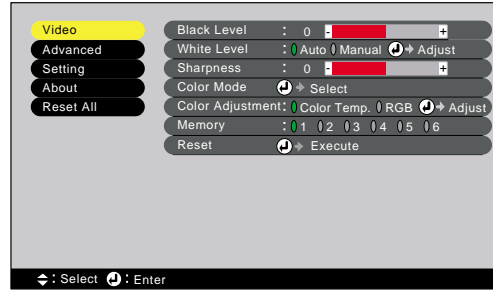 Video
Advanced
Setting
About
Reset All
Black Level : 0 - +
White Level : Auto Manual Adjust
Sharpness : 0 - +
Color Mode Select
Color Adjustment: Color Temp. RGB Adjust
Memory : 1 2 3 4 5 6
Reset Execute
: Select : Enter